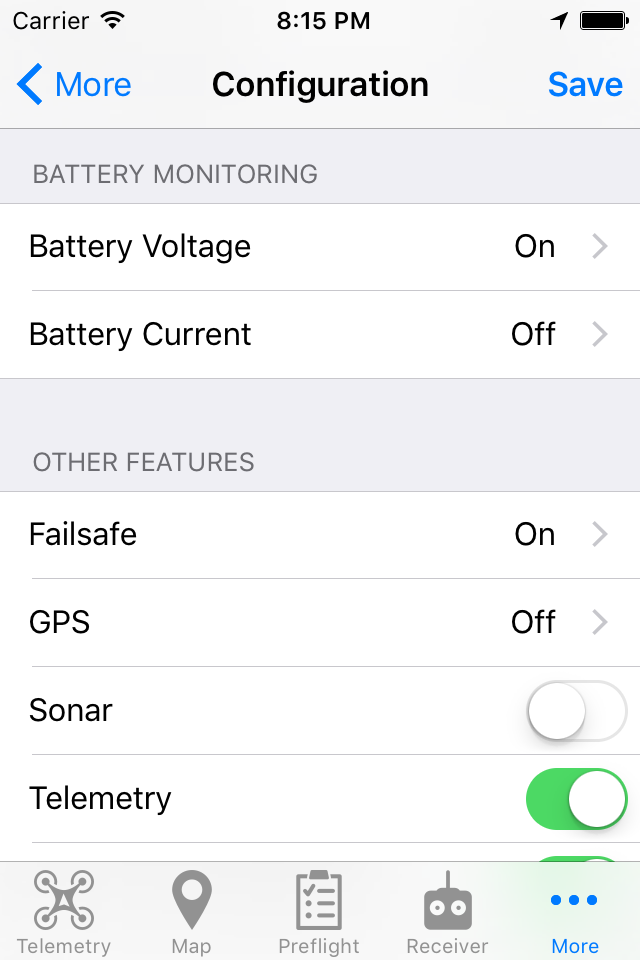 Carrier 8:15 PM
More Configuration Save
BATTERY MONITORING
Battery Voltage On
Battery Current Off
OTHER FEATURES
Failsafe On
GPS Off
Sonar
Telemetry
Telemetry Map Preflight Receiver More